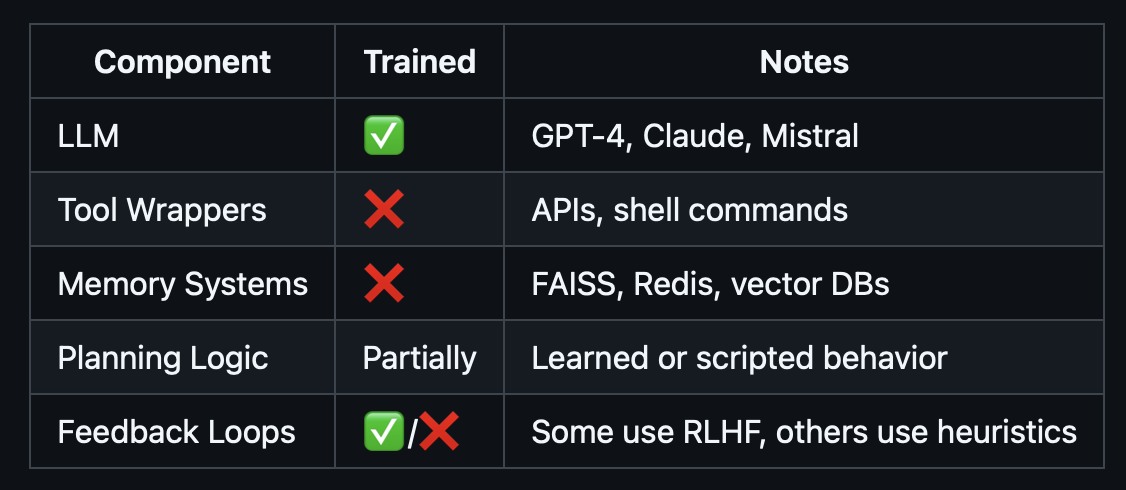 Component Trained Notes
LLM ✅ GPT-4, Claude, Mistral
Tool Wrappers ❌ APIs, shell commands
Memory Systems ❌ FAISS, Redis, vector DBs
Planning Logic Partially Learned or scripted behavior
Feedback Loops ✅/❌ Some use RLHF, others use heuristics